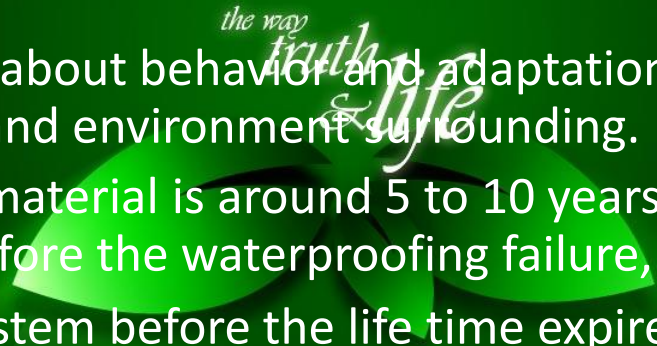 the way
truth
& life
about behavior and adaptation
nd environment surrounding.
material is around 5 to 10 years
fore the waterproofing failure,
stem before the life time expire